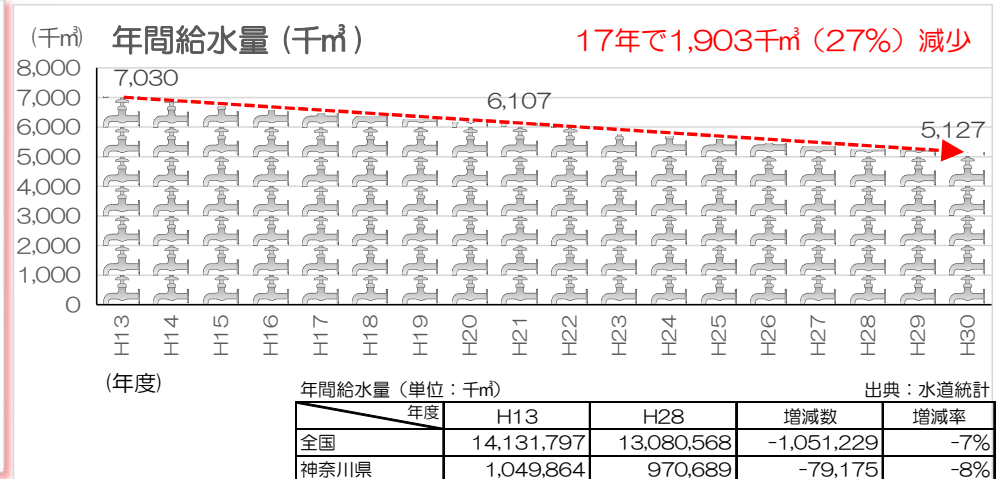 (千㎥) 年間給水量 (千㎥) 17年で1,903千㎥(27%)減少
8,000
7,000
6,000
5,000
4,000
3,000
2,000
1,000
0
7,030
6,107
5,127
H13 H14 H15 H16 H17 H18 H19 H20 H21 H22 H23 H24 H25 H26 H27 H28 H29 H30
(年度)
年間給水量(単位:千㎥) 出典:水道統計
年度 H13 H28 増減数 増減率
全国 14,131,797 13,080,568 -1,051,229 -7%
神奈川県 1,049,864 970,689 -79,175 -8%